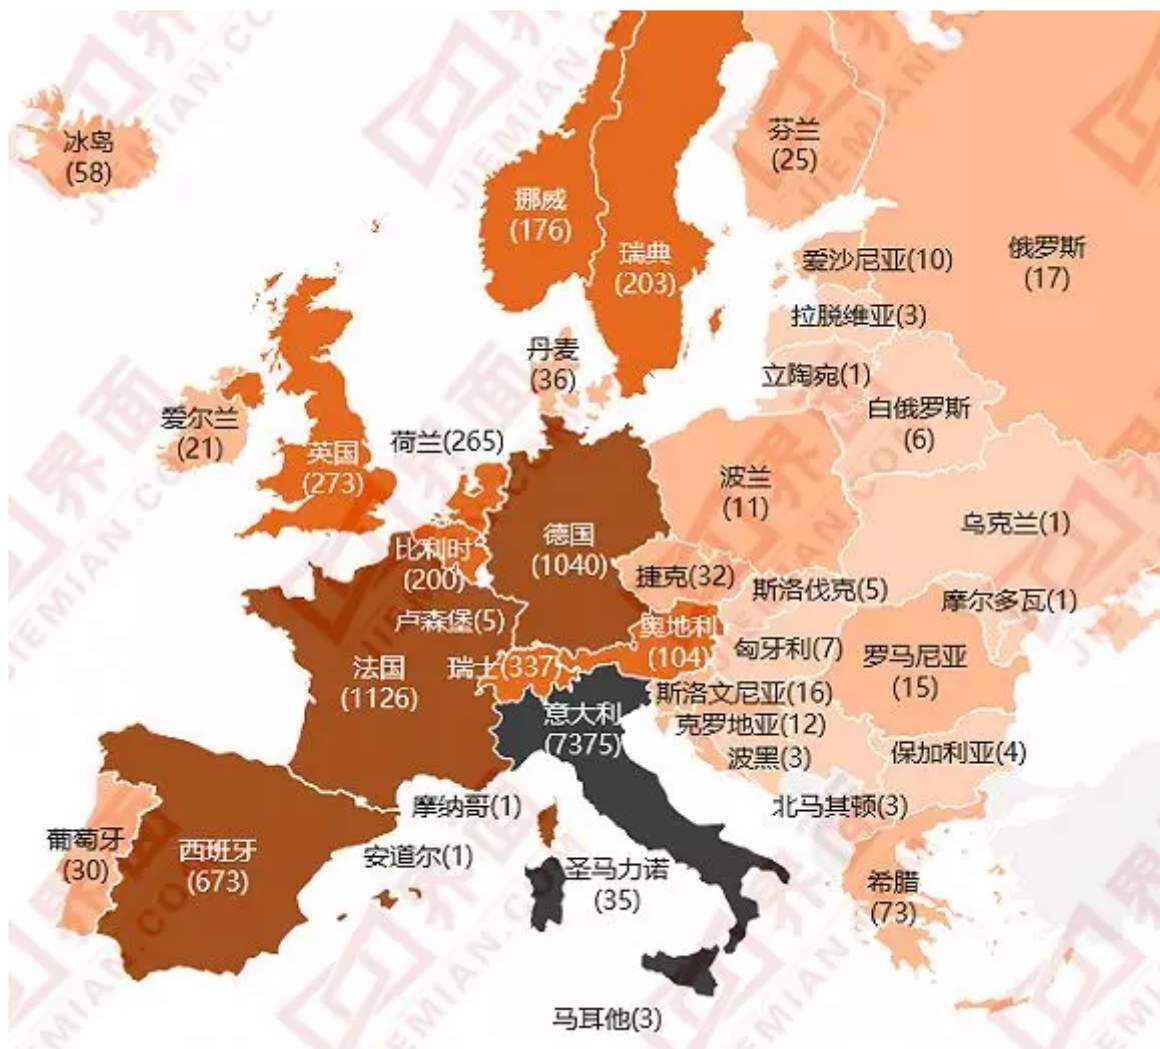 冰岛
(58)
芬兰
(25)
挪威
(176)
瑞典
(203)
爱沙尼亚(10)
俄罗斯
(17)
拉脱维亚(3)
丹麦
(36)
立陶宛(1)
白俄罗斯
(6)
爱尔兰
(21)
英国
(273)
荷兰(265)
波兰
(11)
乌克兰(1)
德国
(1040)
比利时
(200)
捷克(32)
斯洛伐克(5)
摩尔多瓦(1)
卢森堡(5)
奥地利
(104)
匈牙利(7)
罗马尼亚
(15)
法国
(1126)
瑞士(337)
斯洛文尼亚(16)
意大利
(7375)
克罗地亚(12)
波黑(3)
保加利亚(4)
摩纳哥(1)
北马其顿(3)
葡萄牙
(30)
西班牙
(673)
安道尔(1)
圣马力诺
(35)
希腊
(73)
马耳他(3)
界面
JIEMIAN.COM